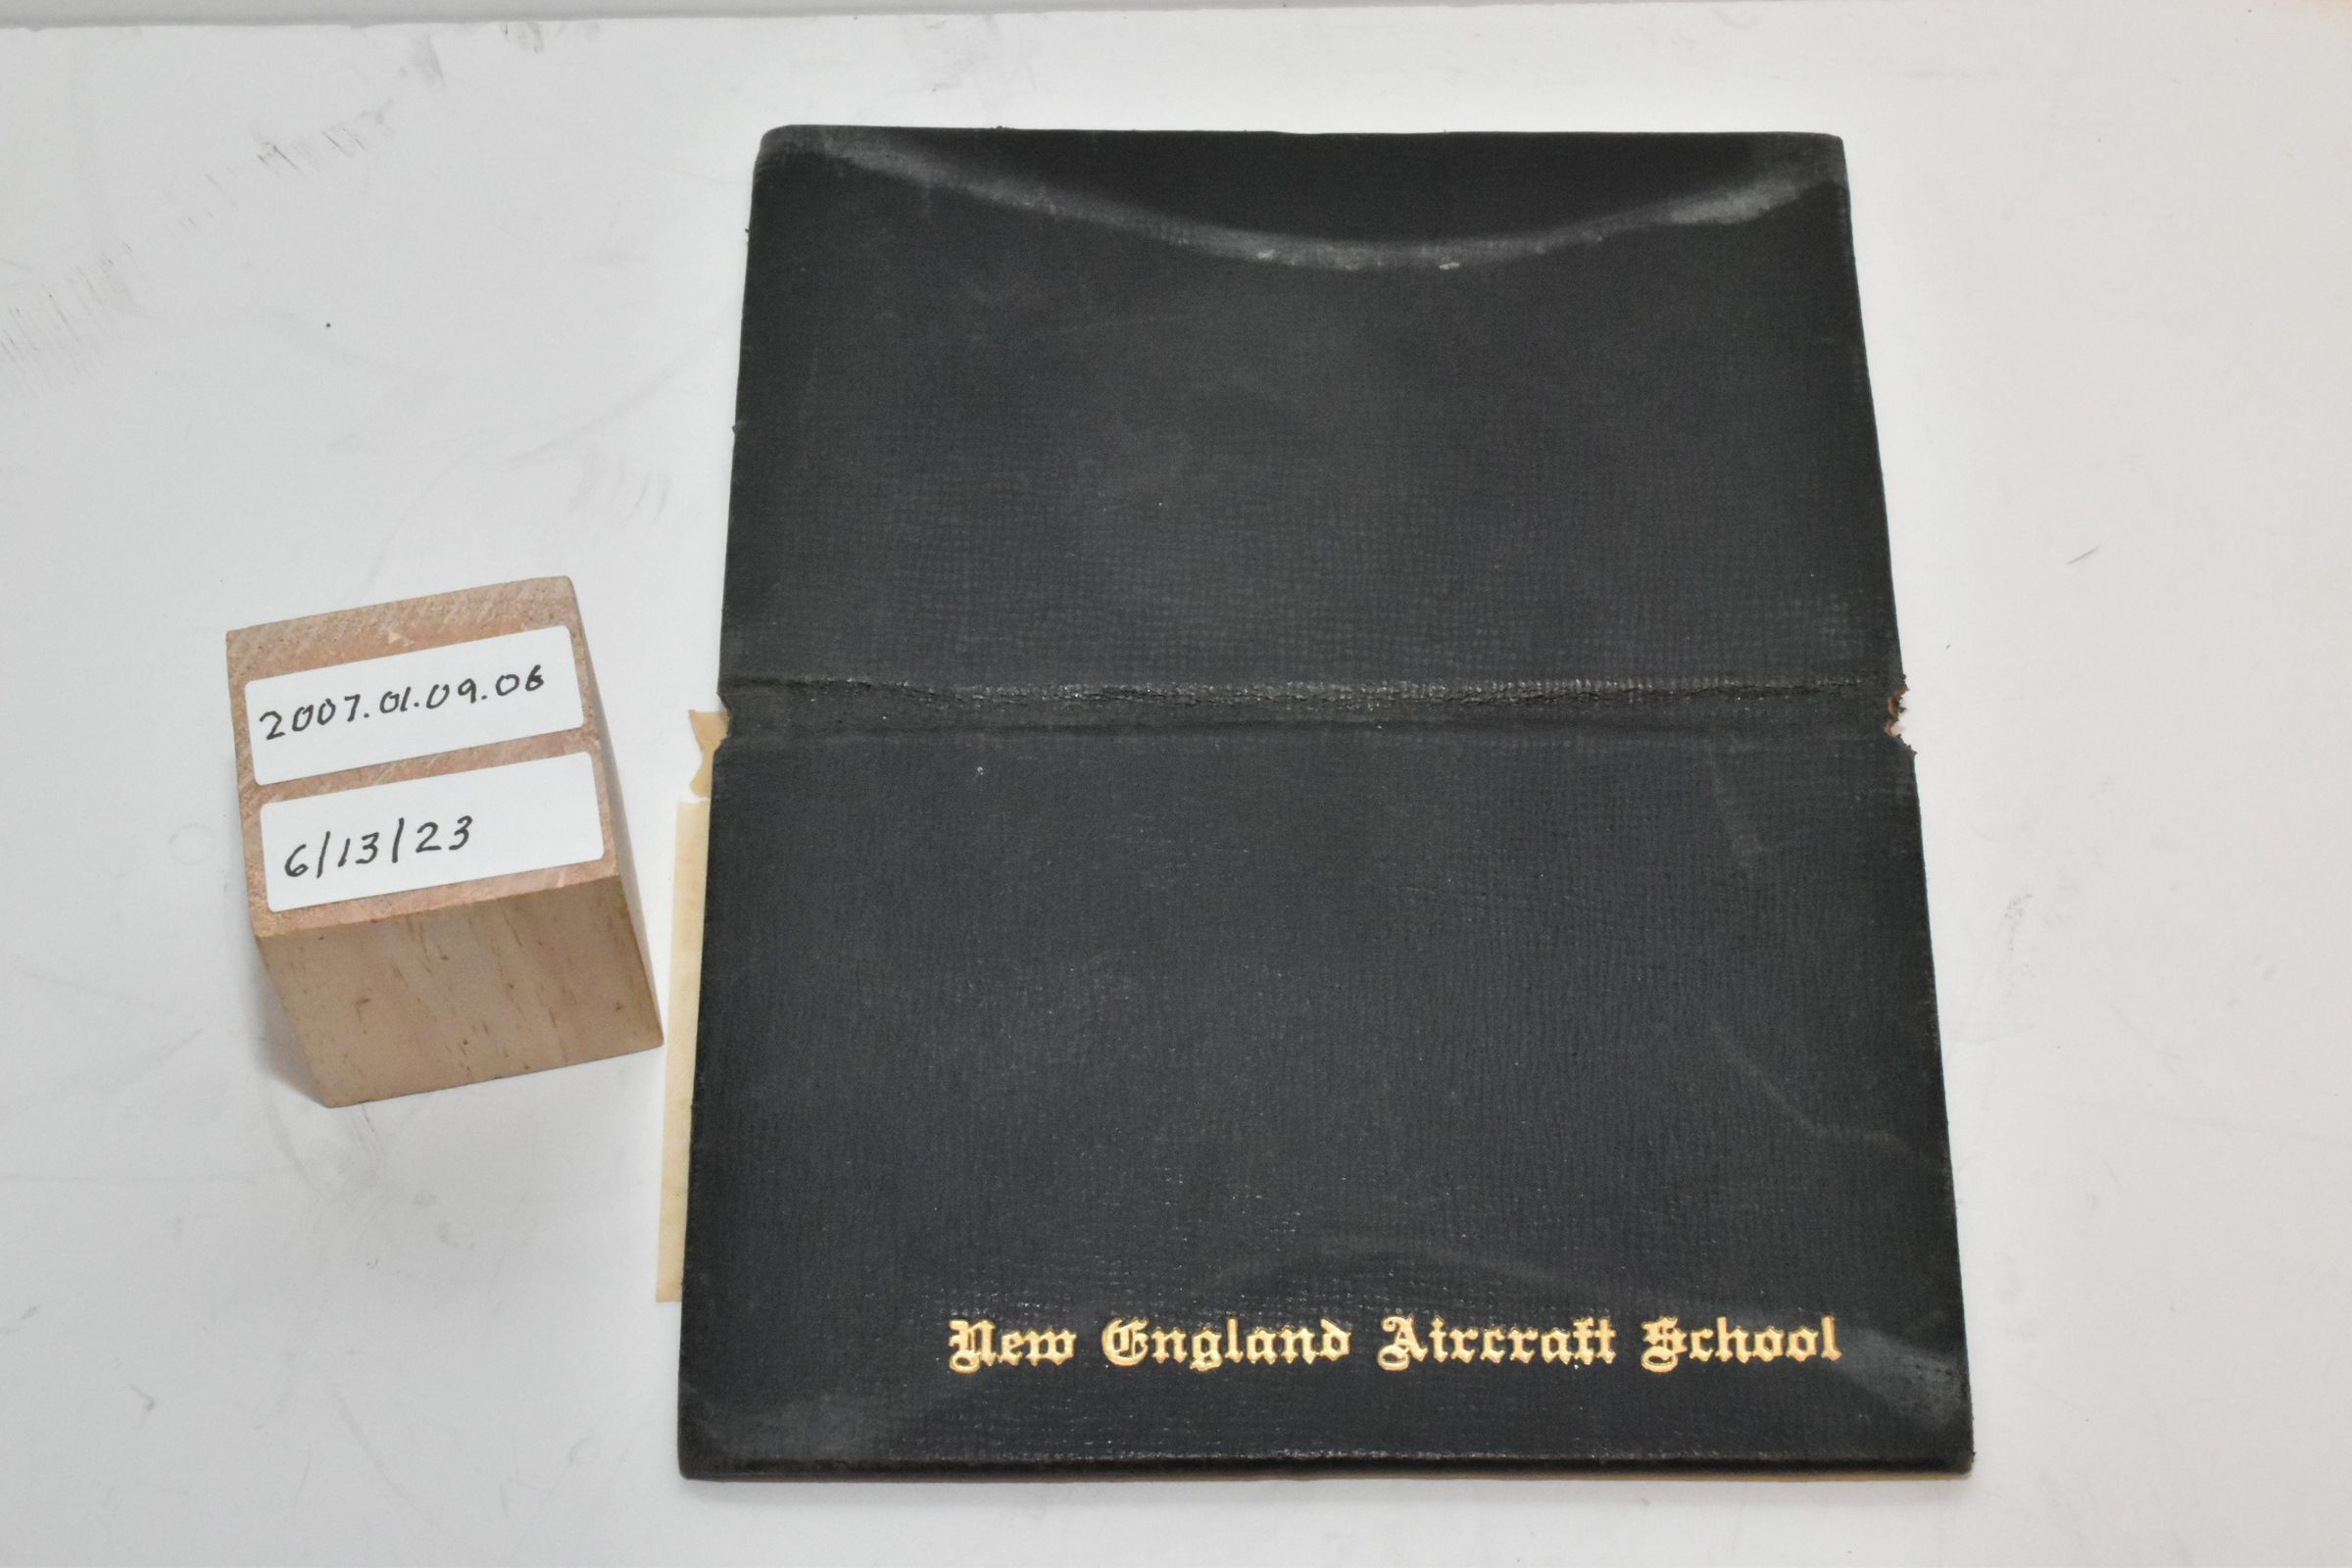 2007.01.09.06
6/13/23
New England Aircraft School